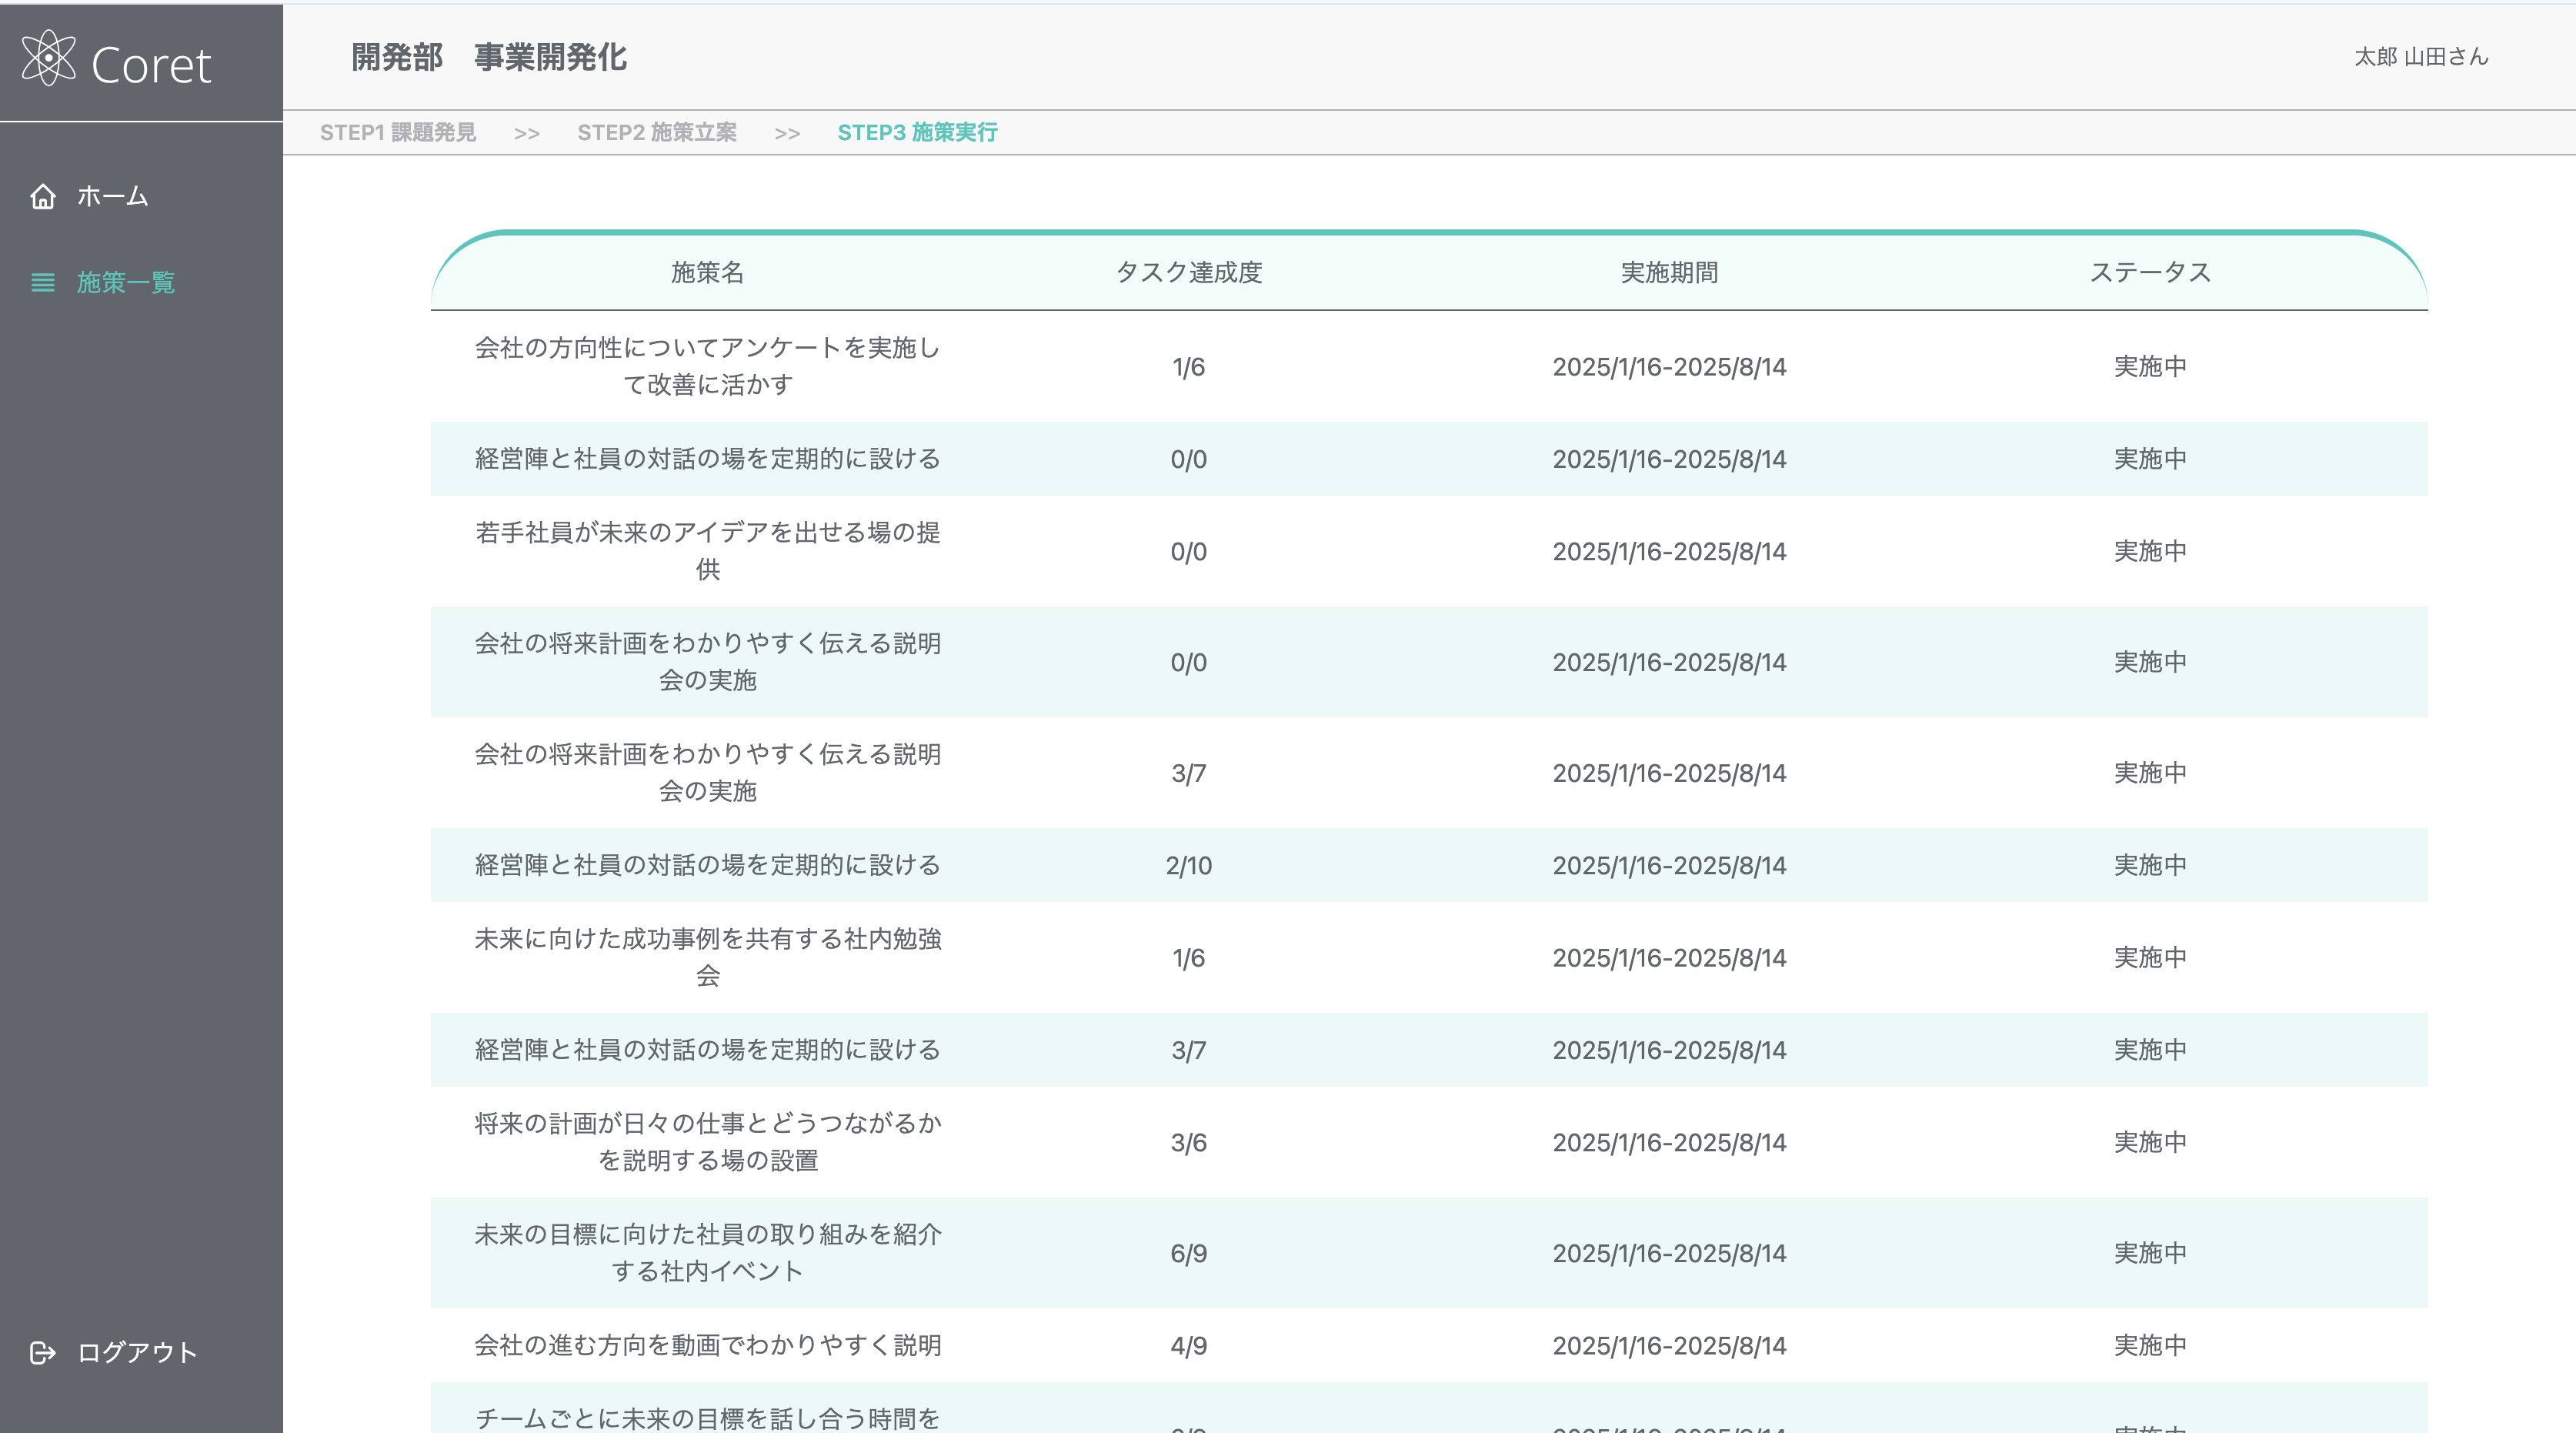 Coret
開発部　事業開発化
太郎 山田さん
STEP1 課題発見 >> STEP2 施策立案 >> STEP3 施策実行
ホーム
施策一覧
ログアウト
施策名 タスク達成度 実施期間 ステータス
会社の方向性についてアンケートを実施し
て改善に活かす
1/6 2025/1/16-2025/8/14 実施中
経営陣と社員の対話の場を定期的に設ける 0/0 2025/1/16-2025/8/14 実施中
若手社員が未来のアイデアを出せる場の提
供
0/0 2025/1/16-2025/8/14 実施中
会社の将来計画をわかりやすく伝える説明
会の実施
0/0 2025/1/16-2025/8/14 実施中
会社の将来計画をわかりやすく伝える説明
会の実施
3/7 2025/1/16-2025/8/14 実施中
経営陣と社員の対話の場を定期的に設ける 2/10 2025/1/16-2025/8/14 実施中
未来に向けた成功事例を共有する社内勉強
会
1/6 2025/1/16-2025/8/14 実施中
経営陣と社員の対話の場を定期的に設ける 3/7 2025/1/16-2025/8/14 実施中
将来の計画が日々の仕事とどうつながるか
を説明する場の設置
3/6 2025/1/16-2025/8/14 実施中
未来の目標に向けた社員の取り組みを紹介
する社内イベント
6/9 2025/1/16-2025/8/14 実施中
会社の進む方向を動画でわかりやすく説明 4/9 2025/1/16-2025/8/14 実施中
チームごとに未来の目標を話し合う時間を